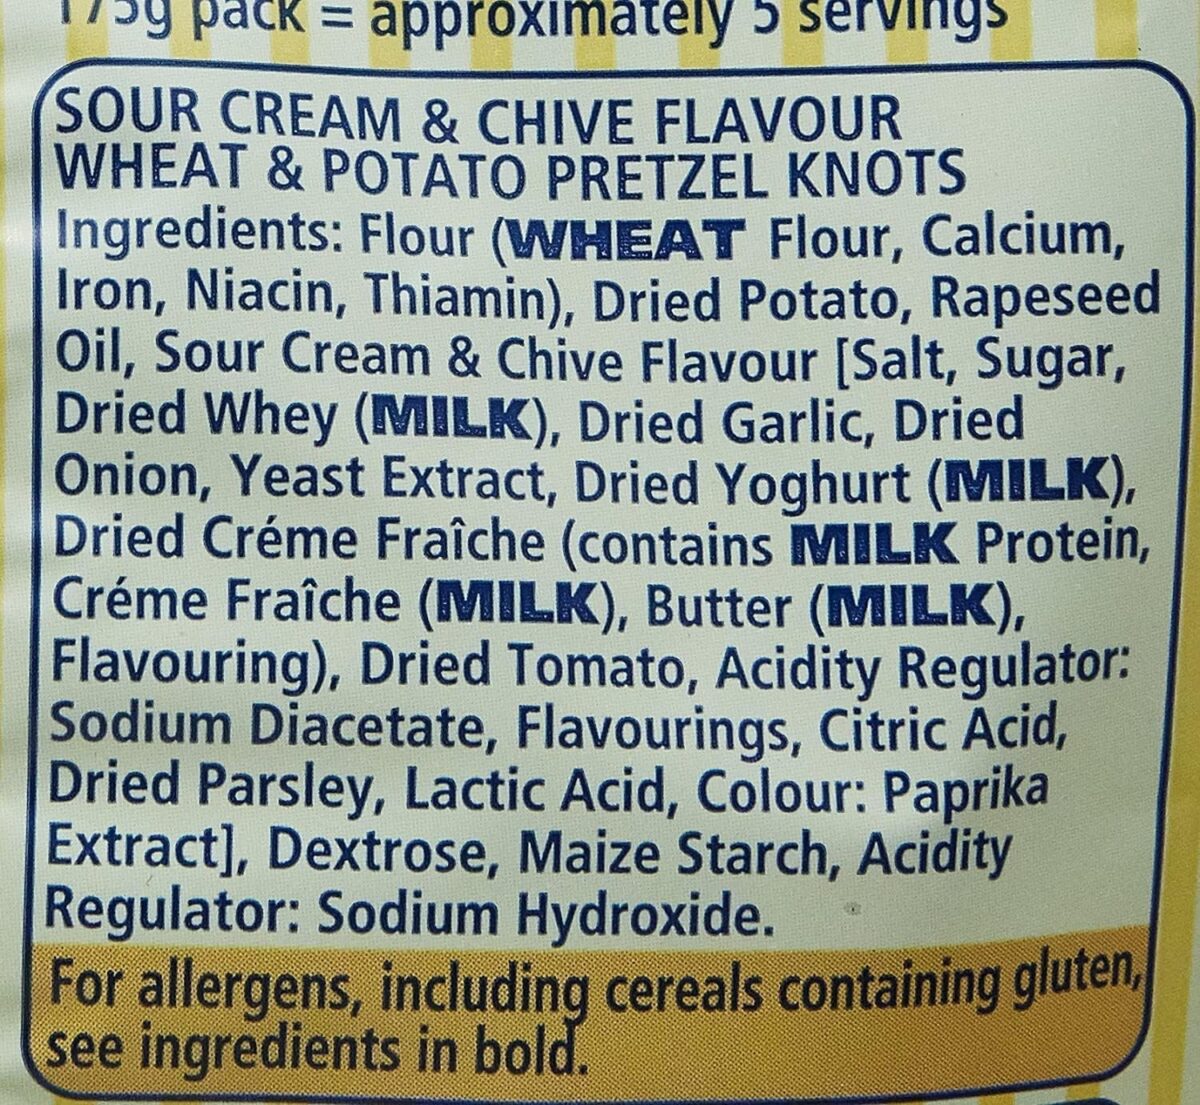 175g pack = approximately 5 servings
SOUR CREAM & CHIVE FLAVOUR
WHEAT & POTATO PRETZEL KNOTS
Ingredients: Flour (WHEAT Flour, Calcium,
Iron, Niacin, Thiamin), Dried Potato, Rapeseed
Oil, Sour Cream & Chive Flavour [Salt, Sugar,
Dried Whey (MILK), Dried Garlic, Dried
Onion, Yeast Extract, Dried Yoghurt (MILK),
Dried Créme Fraîche (contains MILK Protein,
Créme Fraîche (MILK), Butter (MILK),
Flavouring), Dried Tomato, Acidity Regulator:
Sodium Diacetate, Flavourings, Citric Acid,
Dried Parsley, Lactic Acid, Colour: Paprika
Extract], Dextrose, Maize Starch, Acidity
Regulator: Sodium Hydroxide.
For allergens, including cereals containing gluten,
see ingredients in bold.